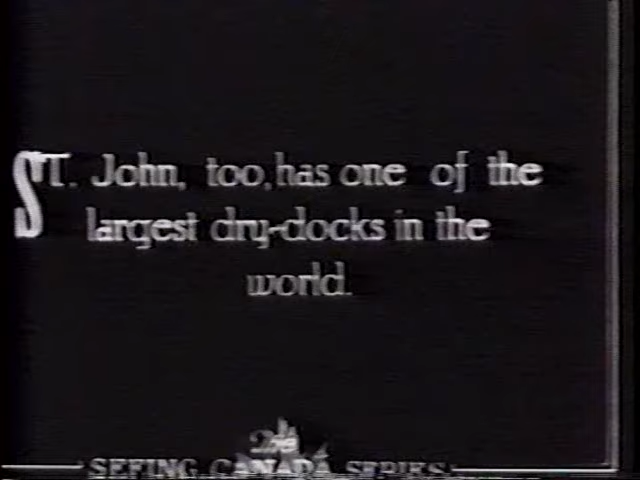 ST. John, too, has one of the
largest dry-docks in the
world.
SEEING CANADA SERIES